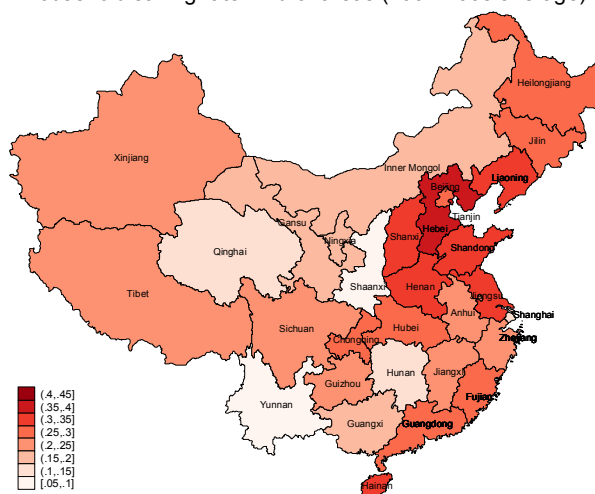 Heilongjiang
Jilin
Xinjiang
Inner Mongol
Liaoning
Beijing
Tianjin
Gansu
Hebei
Shanxi
Ningxia
Shandong
Qinghai
Shaanxi
Henan
Tibet
Jiangsu
Anhui
Shanghai
Sichuan
Hubei
Chongqing
Zhejiang
Hunan
Jiangxi
Guizhou
Fujian
Yunnan
Guangxi
Guangdong
Hainan
(.4,.45]
(.35,.4]
(.3,.35]
(.25,.3]
(.2,.25]
(.15,.2]
(.1,.15]
[.05,.1]